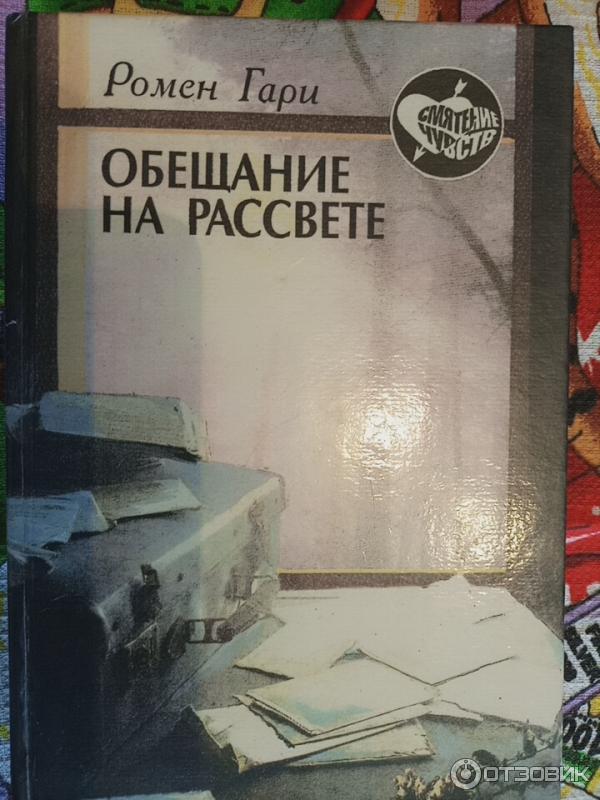 Ромен Гари
СМЯТЕНИЕ
ЧУВСТВ
ОБЕЩАНИЕ
НА РАССВЕТЕ
ОТЗОВИК